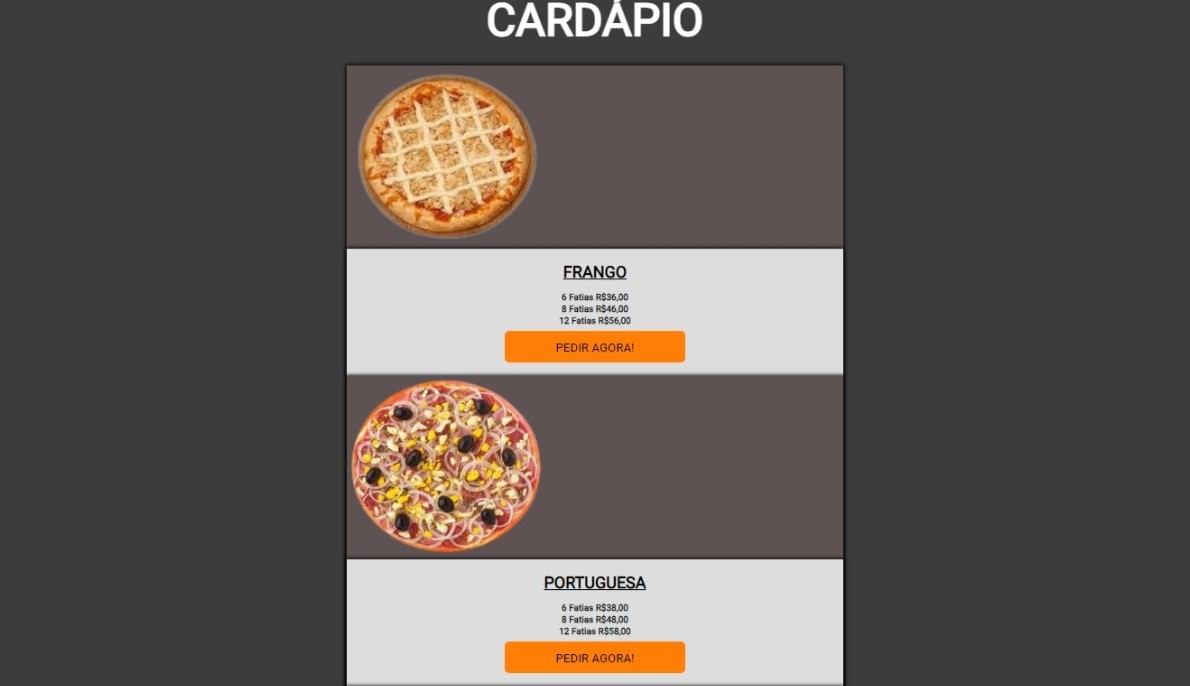 CARDÁPIO
FRANGO
6 Fatias R$36,00
8 Fatias R$46,00
12 Fatias R$56,00
PEDIR AGORA!
PORTUGUESA
6 Fatias R$38,00
8 Fatias R$48,00
12 Fatias R$58,00
PEDIR AGORA!